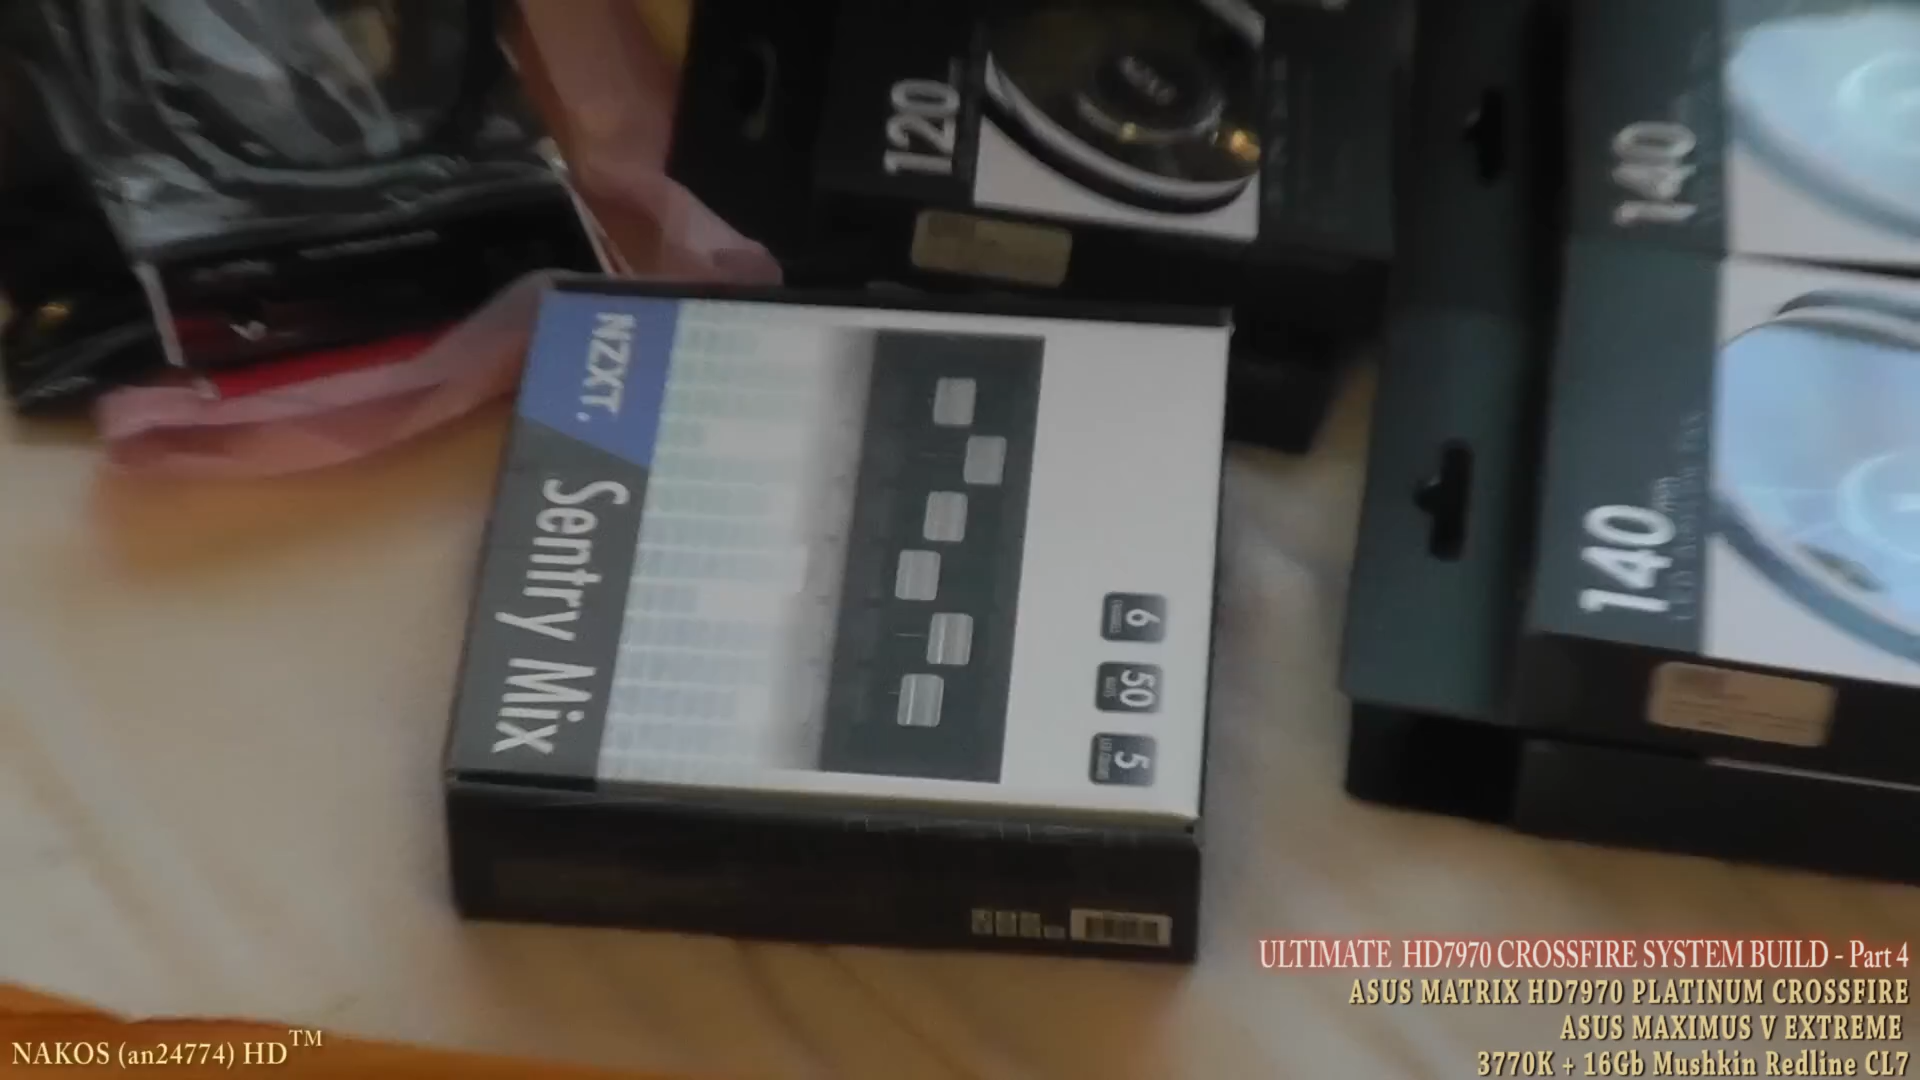 120
140
140
NZXT.
Sentry Mix
6
50
5
ULTIMATE HD7970 CROSSFIRE SYSTEM BUILD - Part 4
ASUS MATRIX HD7970 PLATINUM CROSSFIRE
ASUS MAXIMUS V EXTREME
3770K + 16Gb Mushkin Redline CL7
NAKOS (an24774) HD™